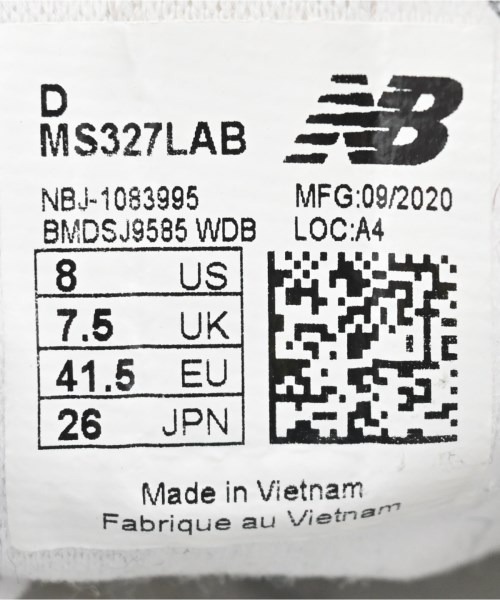 D
MS327LAB
NB
NBJ-1083995
BMDSJ9585 WDB
MFG:09/2020
LOC:A4
8 US
7.5 UK
41.5 EU
26 JPN
Made in Vietnam
Fabrique au Vietnam